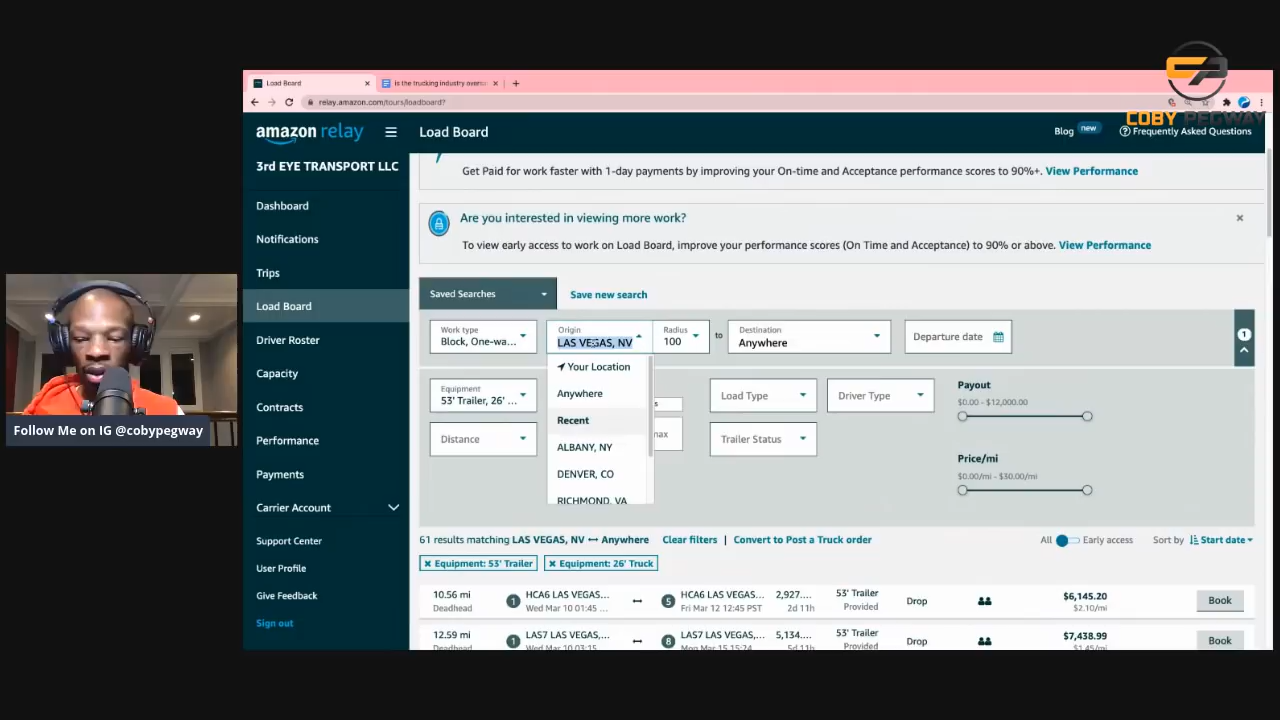 COBY PEGWAY
Load Board
is the trucking industry overs
relay.amazon.com/tours/loadboard?
amazon relay
Load Board
Blog new
Frequently Asked Questions
3rd EYE TRANSPORT LLC
Dashboard
Notifications
Trips
Load Board
Driver Roster
Capacity
Contracts
Performance
Payments
Carrier Account
Support Center
User Profile
Give Feedback
Sign out
Get Paid for work faster with 1-day payments by improving your On-time and Acceptance performance scores to 90%+. View Performance
Are you interested in viewing more work?
To view early access to work on Load Board, improve your performance scores (On Time and Acceptance) to 90% or above. View Performance
Saved Searches
Save new search
Work type
Block, One-wa...
Origin
LAS VEGAS, NV
Radius
100
to
Destination
Anywhere
Departure date
1
Your Location
Anywhere
Recent
ALBANY, NY
DENVER, CO
RICHMOND, VA
Equipment
53' Trailer, 26' ...
s
Load Type
Driver Type
Payout
$0.00 - $12,000.00
Distance
max
Trailer Status
Price/mi
$0.00/mi - $30.00/mi
61 results matching LAS VEGAS, NV ↔ Anywhere
Clear filters | Convert to Post a Truck order
All
Early access
Sort by
Start date
× Equipment: 53' Trailer
× Equipment: 26' Truck
10.56 mi
Deadhead
1 HCA6 LAS VEGAS...
Wed Mar 10 01:45 ...
5 HCA6 LAS VEGAS...
Fri Mar 12 12:45 PST
2,927....
2d 11h
53' Trailer
Provided
Drop
$6,145.20
$2.10/mi
Book
12.59 mi
Deadhead
1 LAS7 LAS VEGAS,...
Wed Mar 10 03:15 ...
8 LAS7 LAS VEGAS,...
Mon Mar 15 15:24 ...
5,134....
5d 11h
53' Trailer
Provided
Drop
$7,438.99
$1.45/mi
Book
Follow Me on IG @cobypegway